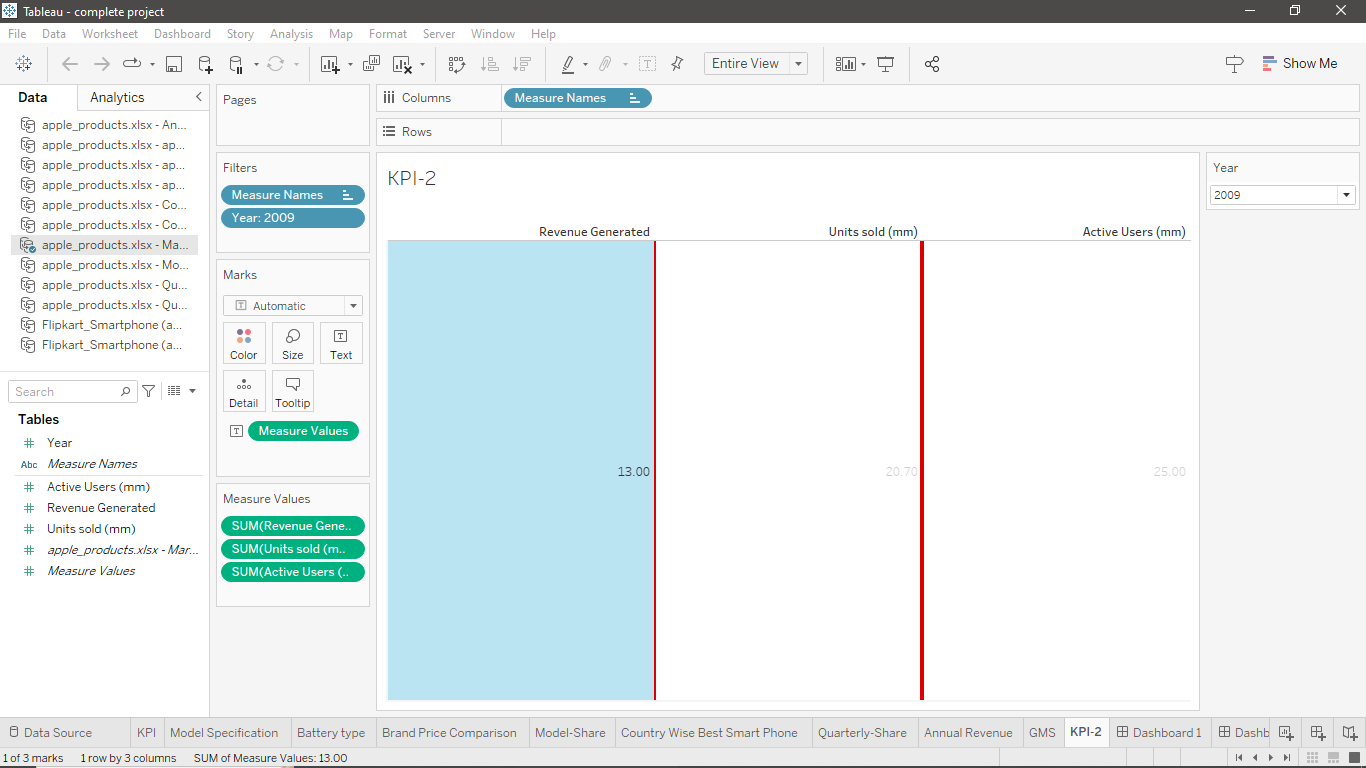 Tableau - complete project
File Data Worksheet Dashboard Story Analysis Map Format Server Window Help
Entire View
Show Me
Data Analytics
apple_products.xlsx - An...
apple_products.xlsx - ap...
apple_products.xlsx - ap...
apple_products.xlsx - ap...
apple_products.xlsx - Co...
apple_products.xlsx - Co...
apple_products.xlsx - Ma...
apple_products.xlsx - Mo...
apple_products.xlsx - Qu...
apple_products.xlsx - Qu...
Flipkart_Smartphone (a...
Flipkart_Smartphone (a...
Search
Tables
Year
Abc Measure Names
Active Users (mm)
Revenue Generated
Units sold (mm)
apple_products.xlsx - Mar...
Measure Values
Pages
Filters
Measure Names
Year: 2009
Marks
Automatic
Color Size Text
Detail Tooltip
Measure Values
Measure Values
SUM(Revenue Gene..
SUM(Units sold (m..
SUM(Active Users (..
Columns Measure Names
Rows
KPI-2
Revenue Generated Units sold (mm) Active Users (mm)
13.00 20.70 25.00
Year
2009
Data Source KPI Model Specification Battery type Brand Price Comparison Model-Share Country Wise Best Smart Phone Quarterly-Share Annual Revenue GMS KPI-2 Dashboard 1 Dashb
1 of 3 marks 1 row by 3 columns SUM of Measure Values: 13.00